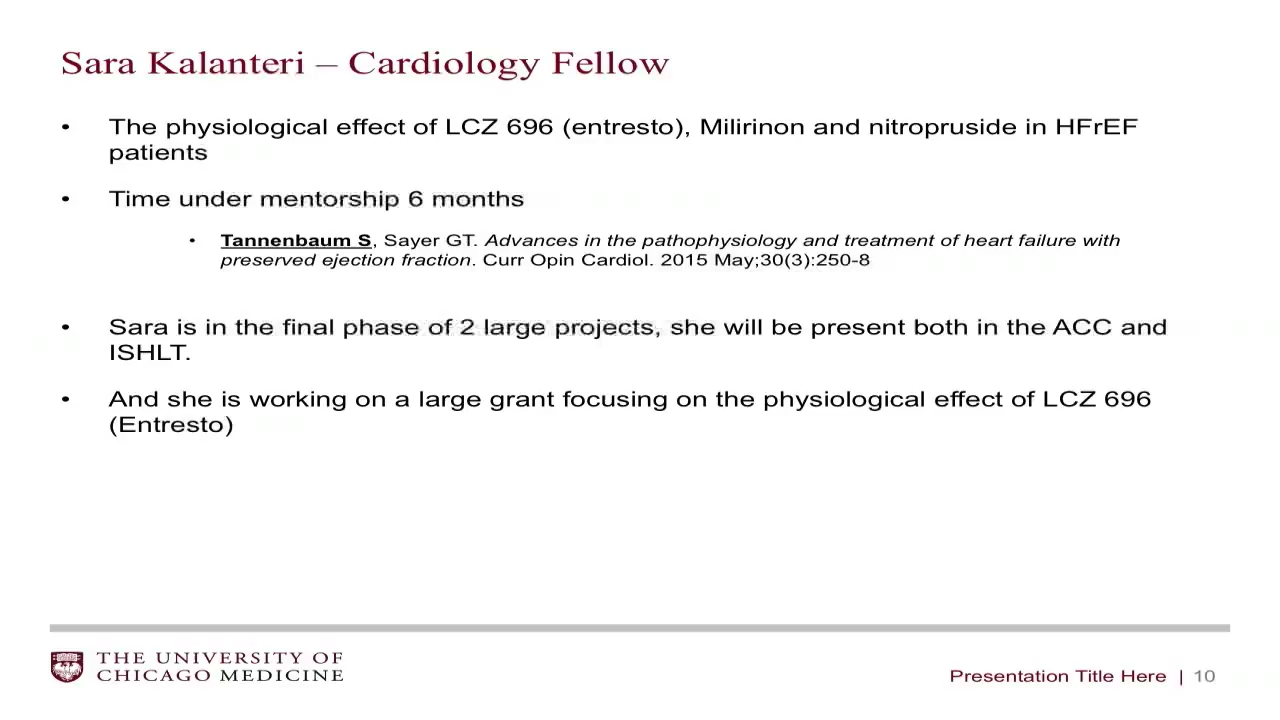 Sara Kalanteri – Cardiology Fellow
• The physiological effect of LCZ 696 (entresto), Milirinon and nitropruside in HFrEF
patients
• Time under mentorship 6 months
• Tannenbaum S, Sayer GT. Advances in the pathophysiology and treatment of heart failure with
preserved ejection fraction. Curr Opin Cardiol. 2015 May;30(3):250-8
• Sara is in the final phase of 2 large projects, she will be present both in the ACC and
ISHLT.
• And she is working on a large grant focusing on the physiological effect of LCZ 696
(Entresto)
THE UNIVERSITY OF
CHICAGO MEDICINE
Presentation Title Here | 10